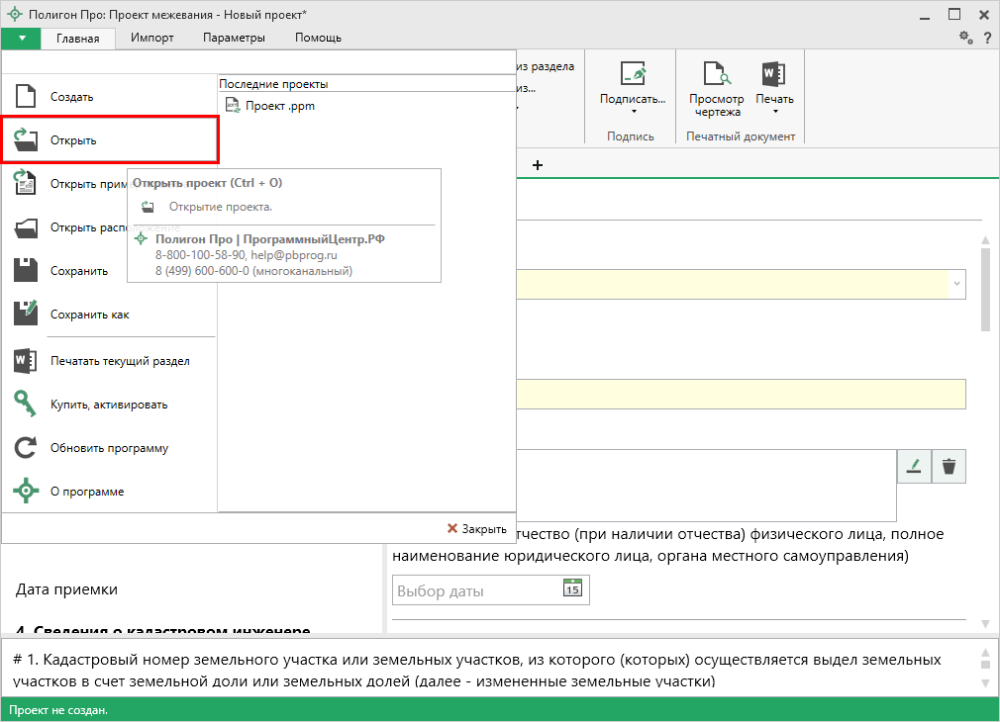 Полигон Про: Проект межевания - Новый проект*
Главная Импорт Параметры Помощь
?
Создать
Открыть
Открыть прим
Открыть расположение
Сохранить
Сохранить как
Печатать текущий раздел
Купить, активировать
Обновить программу
О программе
Последние проекты
Проект .ppm
Закрыть
Открыть проект (Ctrl + O)
Открытие проекта.
Полигон Про | ПрограммныйЦентр.РФ
8-800-100-58-90, help@pbprog.ru
8 (499) 600-600-0 (многоканальный)
из раздела
из...
Подписать...
Подпись
Просмотр
чертежа
Печать
Печатный документ
+
тчество (при наличии отчества) физического лица, полное
наименование юридического лица, органа местного самоуправления)
Дата приемки
Выбор даты
15
4. Сведения о кадастровом инженере
# 1. Кадастровый номер земельного участка или земельных участков, из которого (которых) осуществляется выдел земельных
участков в счет земельной доли или земельных долей (далее - измененные земельные участки)
Проект не создан.